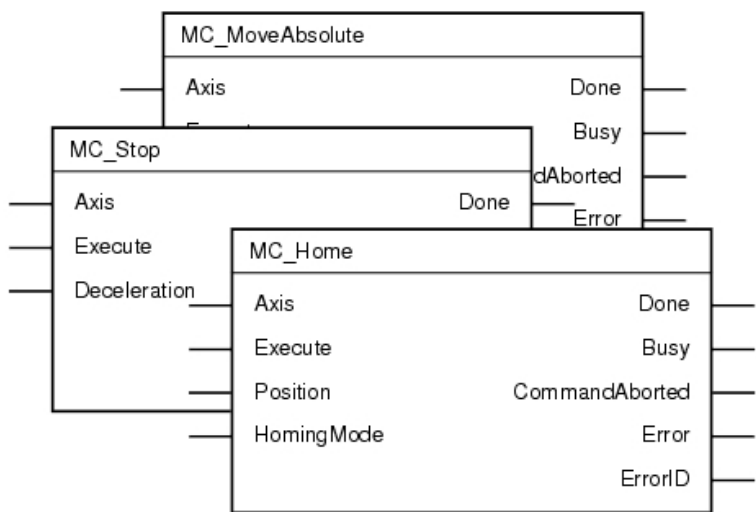 MC_MoveAbsolute
Axis Done
Busy
MC_Stop
dAborted
Axis Done
Error
Execute
MC_Home
Deceleration
Axis Done
Execute Busy
Position CommandAborted
HomingMode Error
ErrorID